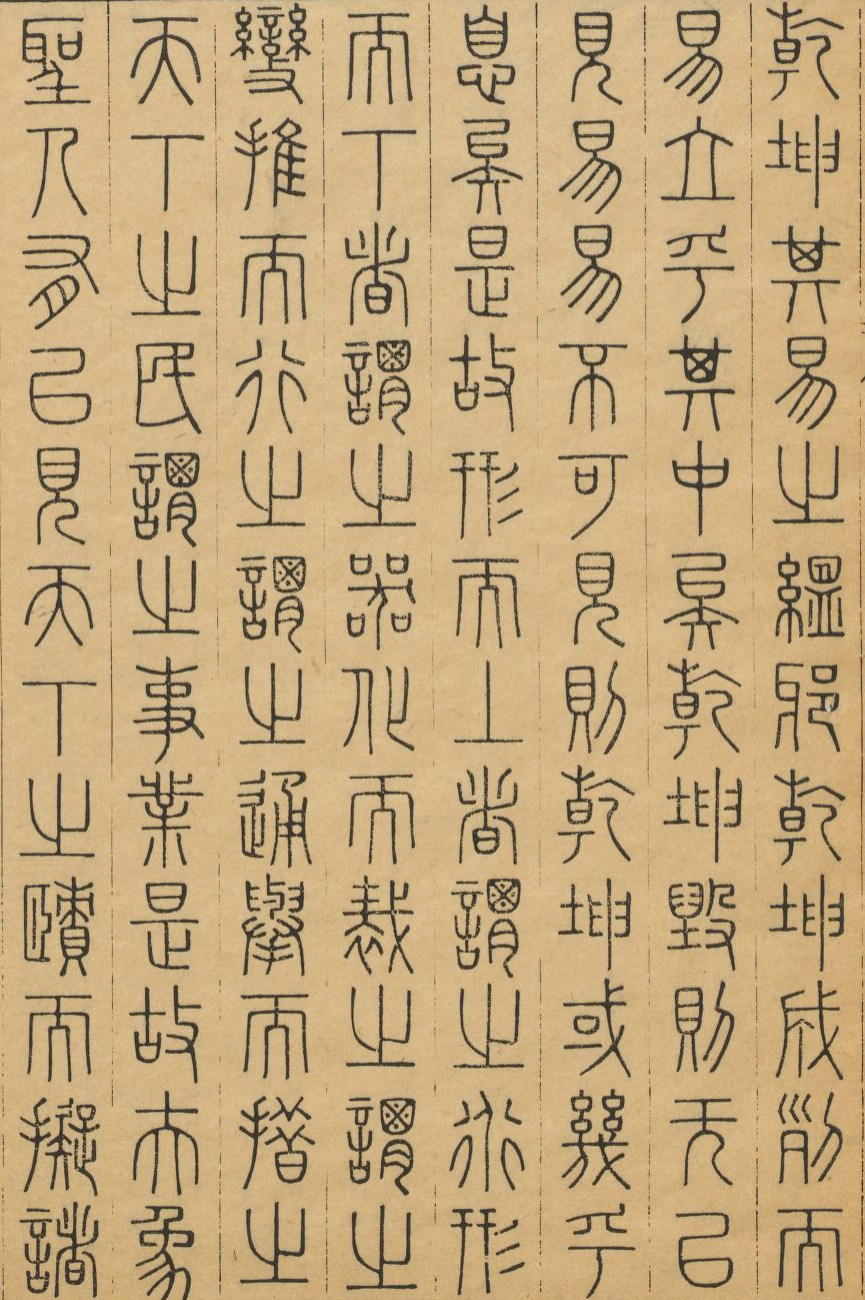 乾坤其易之縕邪乾坤成列而
易立乎其中矣乾坤毀則无以
見易易不可見則乾坤或幾乎
息矣是故形而上者謂之道形
而下者謂之器化而裁之謂之
變推而行之謂之通舉而措之
天下之民謂之事業是故夫象
聖人有以見天下之賾而擬諸